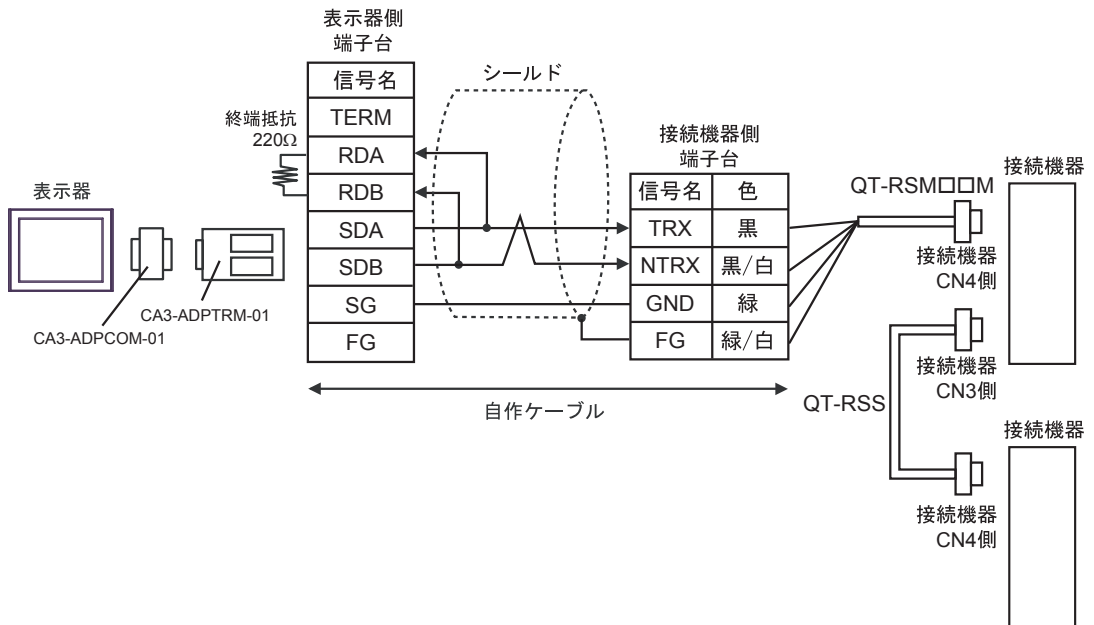 表示器側
端子台
信号名
TERM
RDA
RDB
SDA
SDB
SG
FG
終端抵抗
220Ω
シールド
表示器
CA3-ADPCOM-01
CA3-ADPTRM-01
接続機器側
端子台
信号名 色
TRX 黒
NTRX 黒/白
GND 緑
FG 緑/白
自作ケーブル
QT-RSM□□M
接続機器
接続機器
CN4側
接続機器
CN3側
QT-RSS
接続機器
接続機器
CN4側